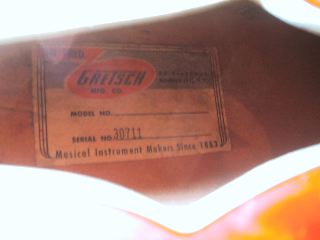 GRETSCH
MFG. CO.
MODEL NO.
SERIAL NO. 30711
Musical Instrument Makers Since 1883